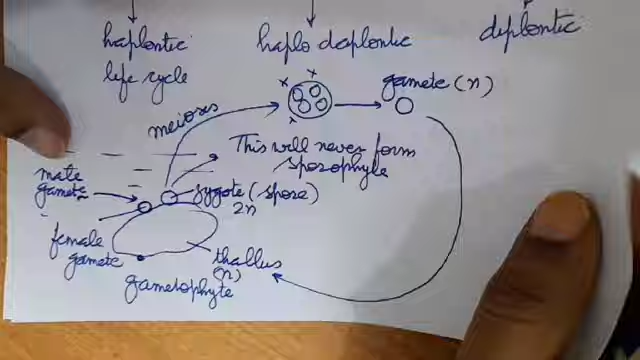 haplontic
life cycle
haplo diplontic
diplontic
x x
x
gamete (n)
meioses
This will never form
sporophyte
male
gamete
zygote (spore)
2n
female
gamete
thallus
(n)
gametophyte